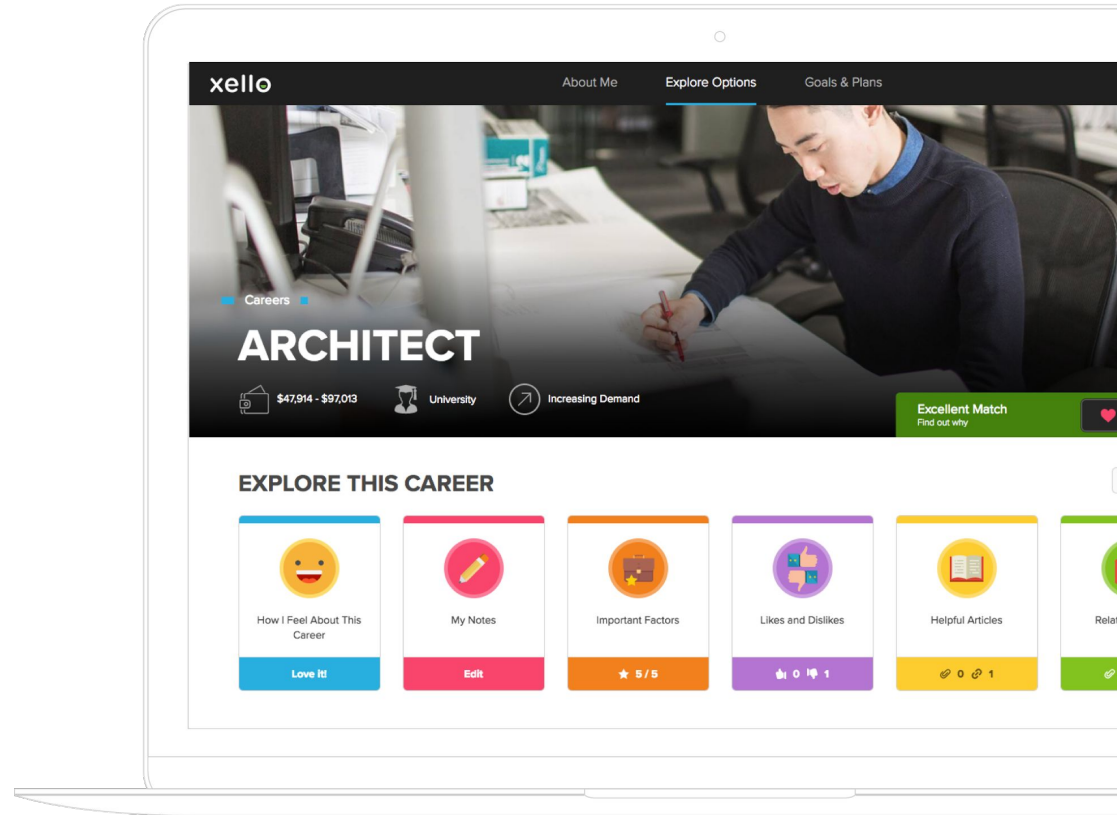 xello
About Me Explore Options Goals & Plans
Careers
ARCHITECT
$47,914 - $97,013 University Increasing Demand
Excellent Match
Find out why
EXPLORE THIS CAREER
How I Feel About This
Career
My Notes
Important Factors
Likes and Dislikes
Helpful Articles
Love it!
Edit
5 / 5
0 1
0 1